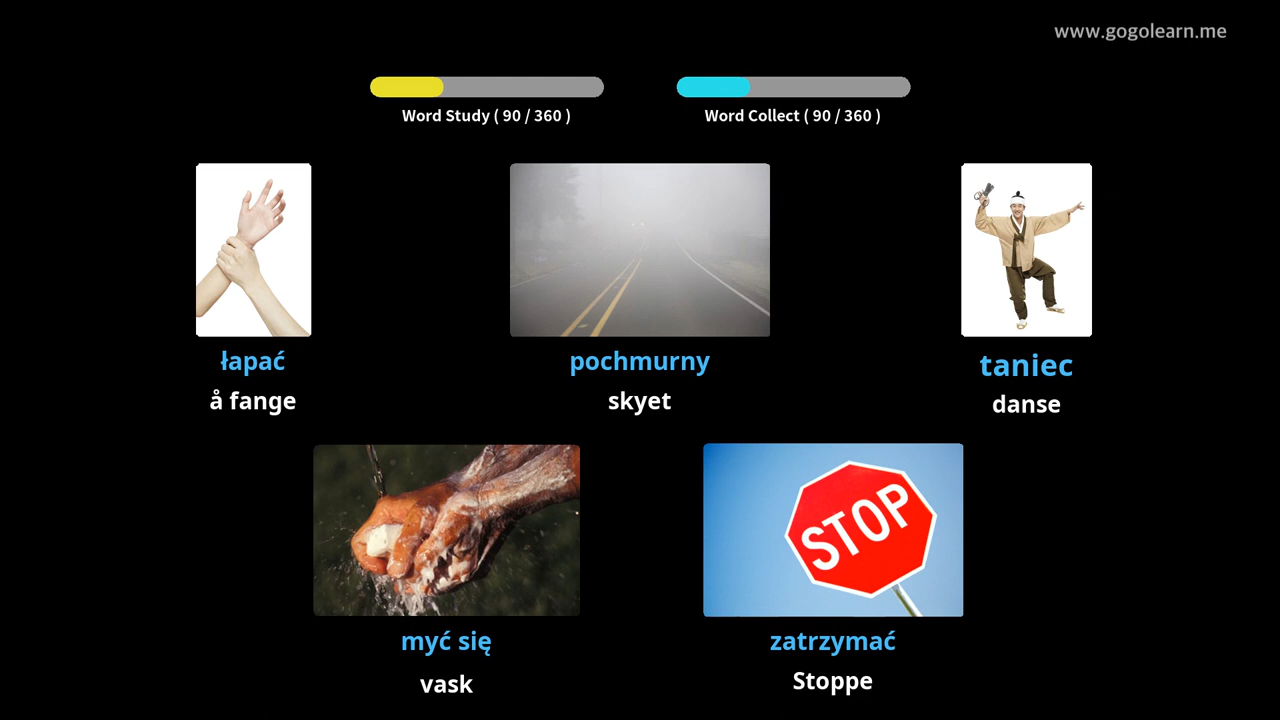 www.gogolearn.me
Word Study ( 90 / 360 )
Word Collect ( 90 / 360 )
łapać
å fange
pochmurny
skyet
taniec
danse
STOP
myć się
vask
zatrzymać
Stoppe